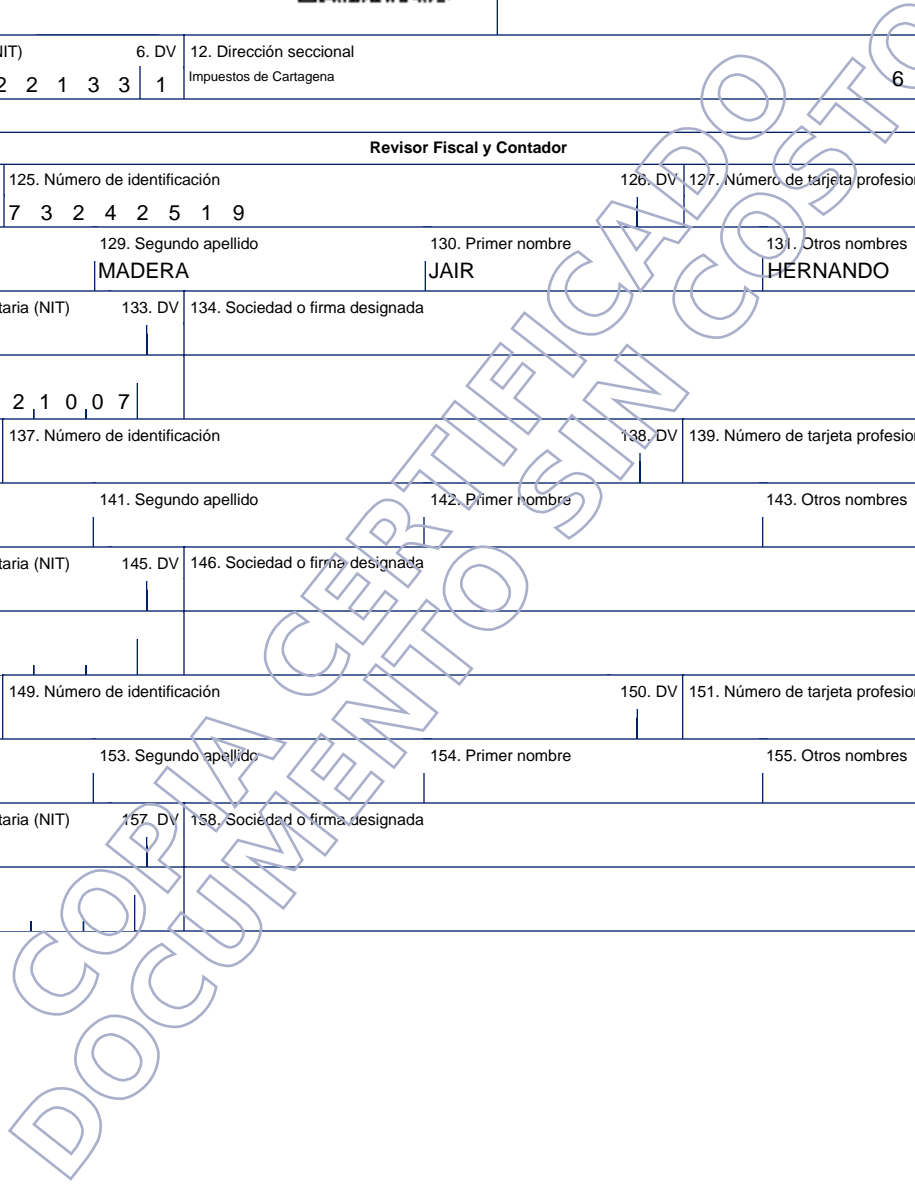 NIT) 6. DV 12. Dirección seccional
2 2 1 3 3 1 Impuestos de Cartagena 6
Revisor Fiscal y Contador
125. Número de identificación 126. DV 127. Número de tarjeta profesion
7 3 2 4 2 5 1 9
129. Segundo apellido 130. Primer nombre 131. Otros nombres
MADERA JAIR HERNANDO
taria (NIT) 133. DV 134. Sociedad o firma designada
2 1 0 0 7
137. Número de identificación 138. DV 139. Número de tarjeta profesion
141. Segundo apellido 142. Primer nombre 143. Otros nombres
taria (NIT) 145. DV 146. Sociedad o firma designada
149. Número de identificación 150. DV 151. Número de tarjeta profesion
153. Segundo apellido 154. Primer nombre 155. Otros nombres
taria (NIT) 157. DV 158. Sociedad o firma designada
COPIA CERTIFICADO
DOCUMENTO SIN COSTO